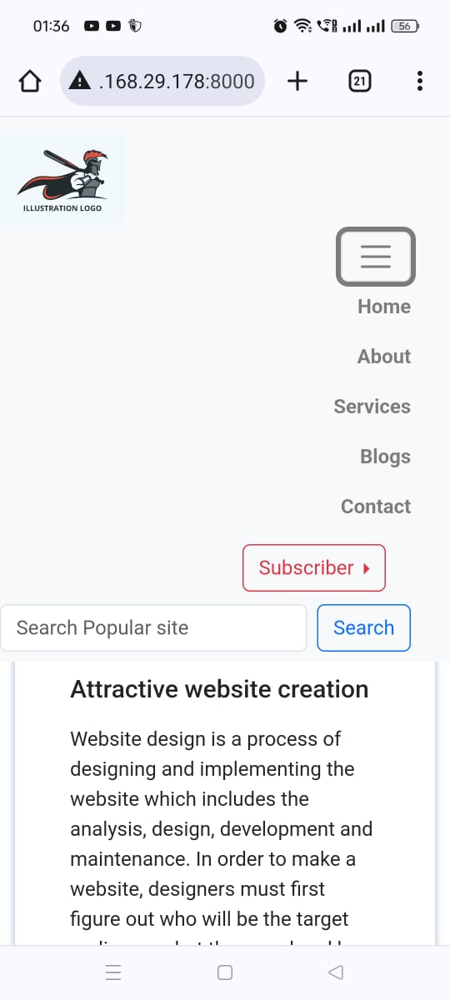 01:36
56
.168.29.178:8000
21
ILLUSTRATION LOGO
Home
About
Services
Blogs
Contact
Subscriber
Search Popular site
Search
Attractive website creation
Website design is a process of
designing and implementing the
website which includes the
analysis, design, development and
maintenance. In order to make a
website, designers must first
figure out who will be the target